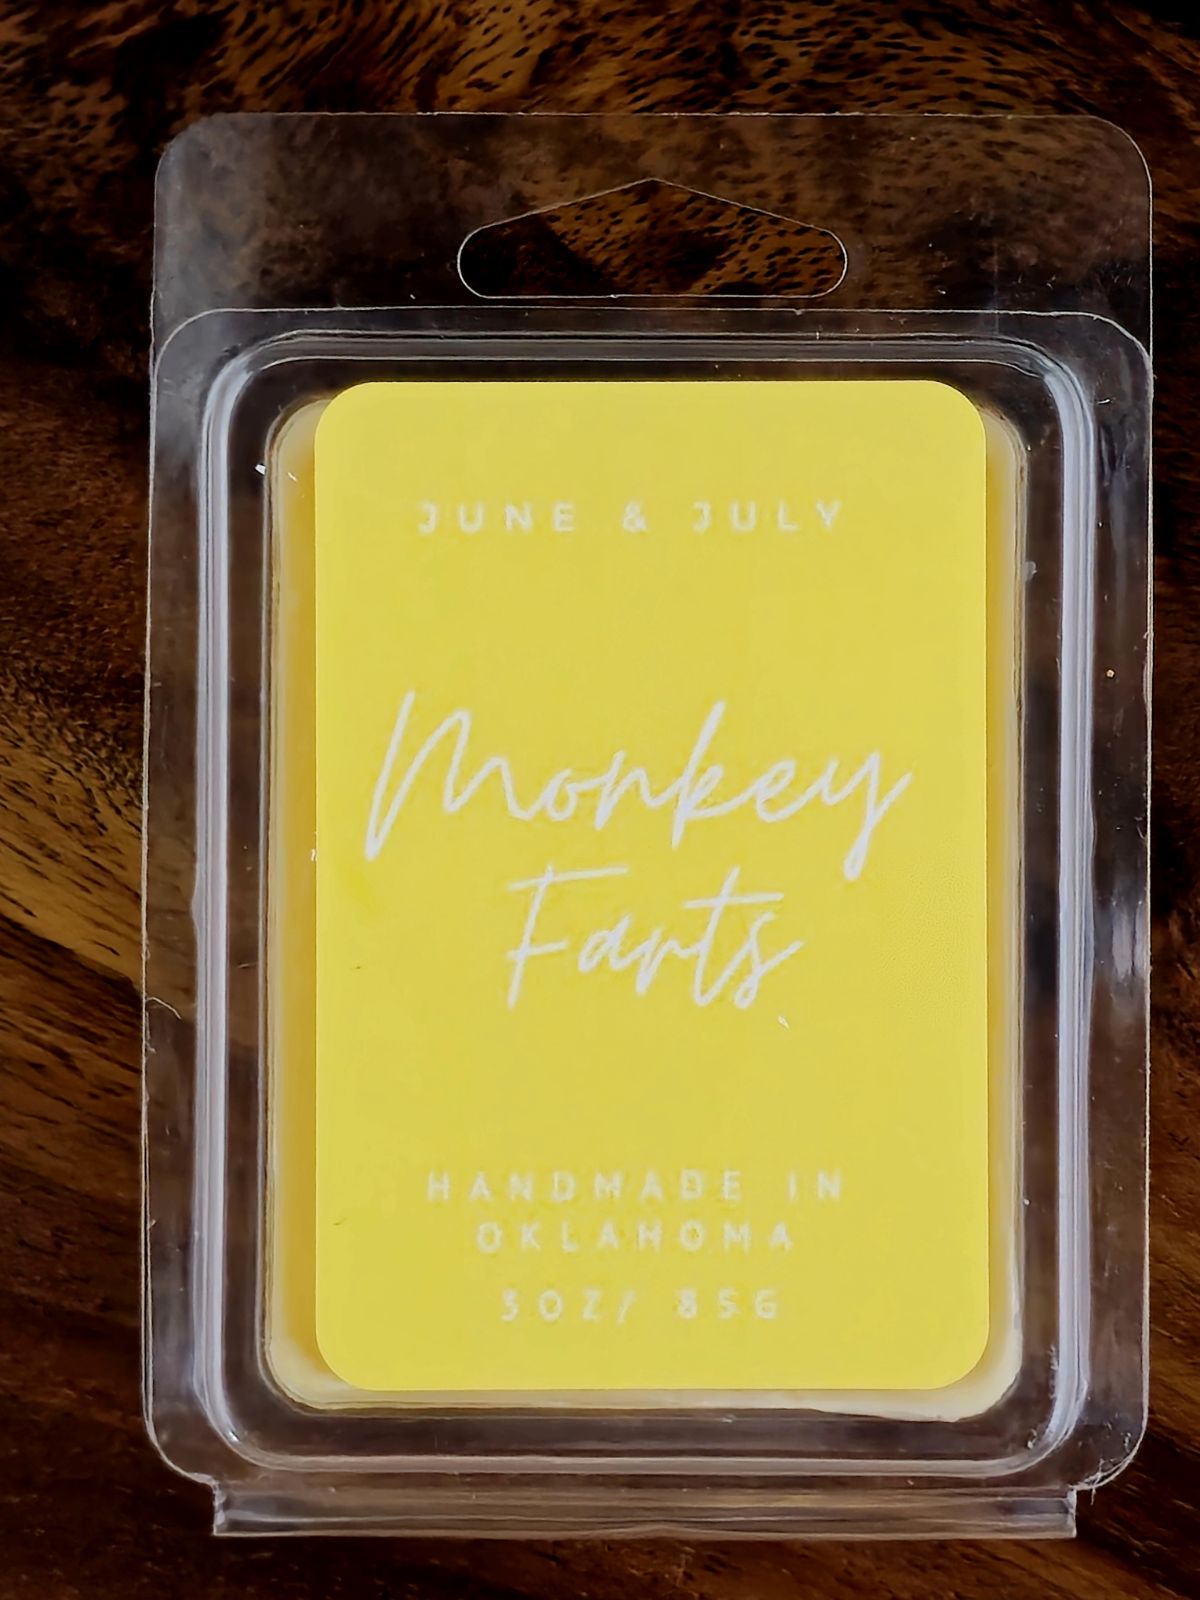 JUNE & JULY
Monkey
Farts
HANDMADE IN
OKLAHOMA
3OZ/ 85G